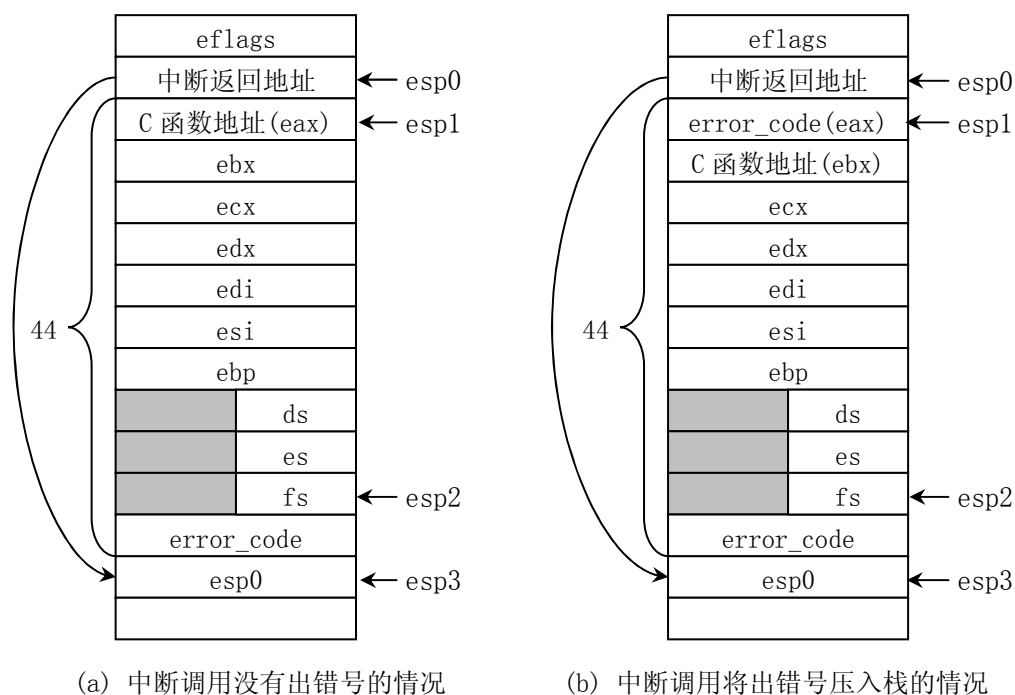 eflags
中断返回地址
esp0
C 函数地址(eax)
esp1
ebx
ecx
edx
edi
44
esi
ebp
ds
es
fs
esp2
error_code
esp0
esp3
(a) 中断调用没有出错号的情况
eflags
中断返回地址
esp0
error_code(eax)
esp1
C 函数地址(ebx)
ecx
edx
edi
44
esi
ebp
ds
es
fs
esp2
error_code
esp0
esp3
(b) 中断调用将出错号压入栈的情况